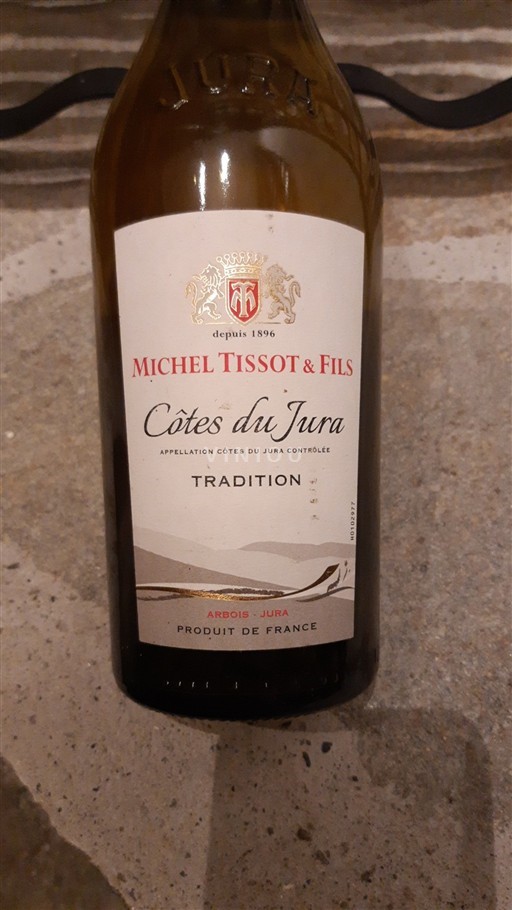 JURA
depuis 1896
MICHEL TISSOT & FILS
Côtes du Jura
APPELLATION CÔTES DU JURA CONTRÔLÉE
VINIOU
TRADITION
ARBOIS - JURA
PRODUIT DE FRANCE